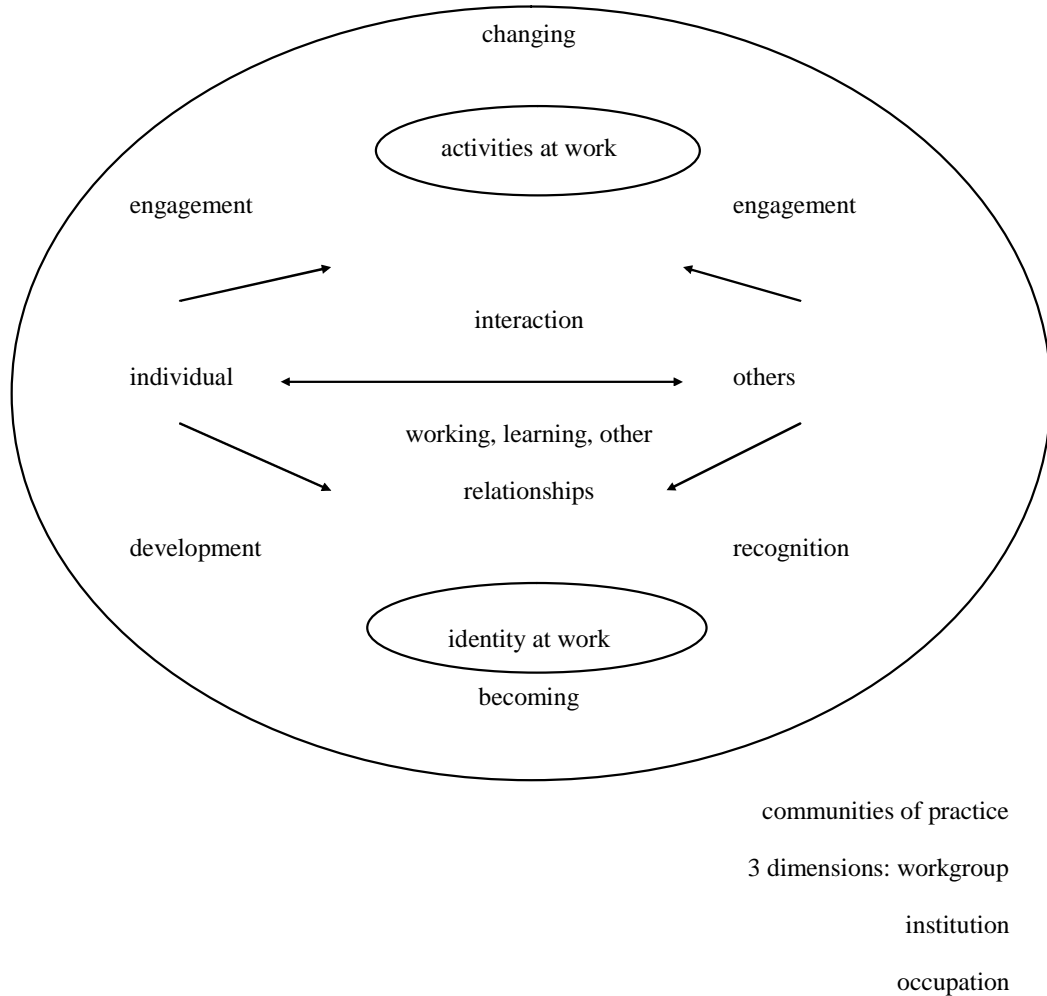 changing
activities at work
engagement
engagement
interaction
individual
others
working, learning, other
relationships
development
recognition
identity at work
becoming
communities of practice
3 dimensions: workgroup
institution
occupation